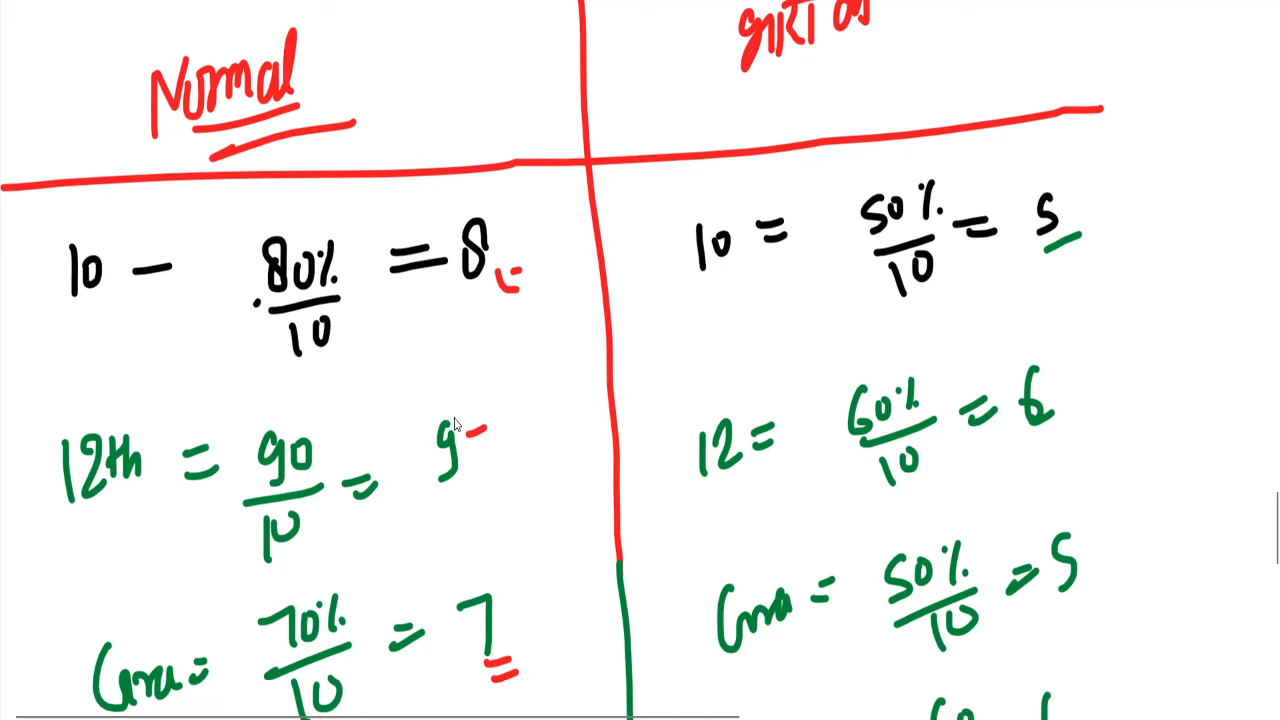 Normal
10 - 80%/10 = 8
12th = 90/10 = 9
Gra = 70%/10 = 7
10 = 50%/10 = 5
12 = 60%/10 = 6
Gra = 50%/10 = 5